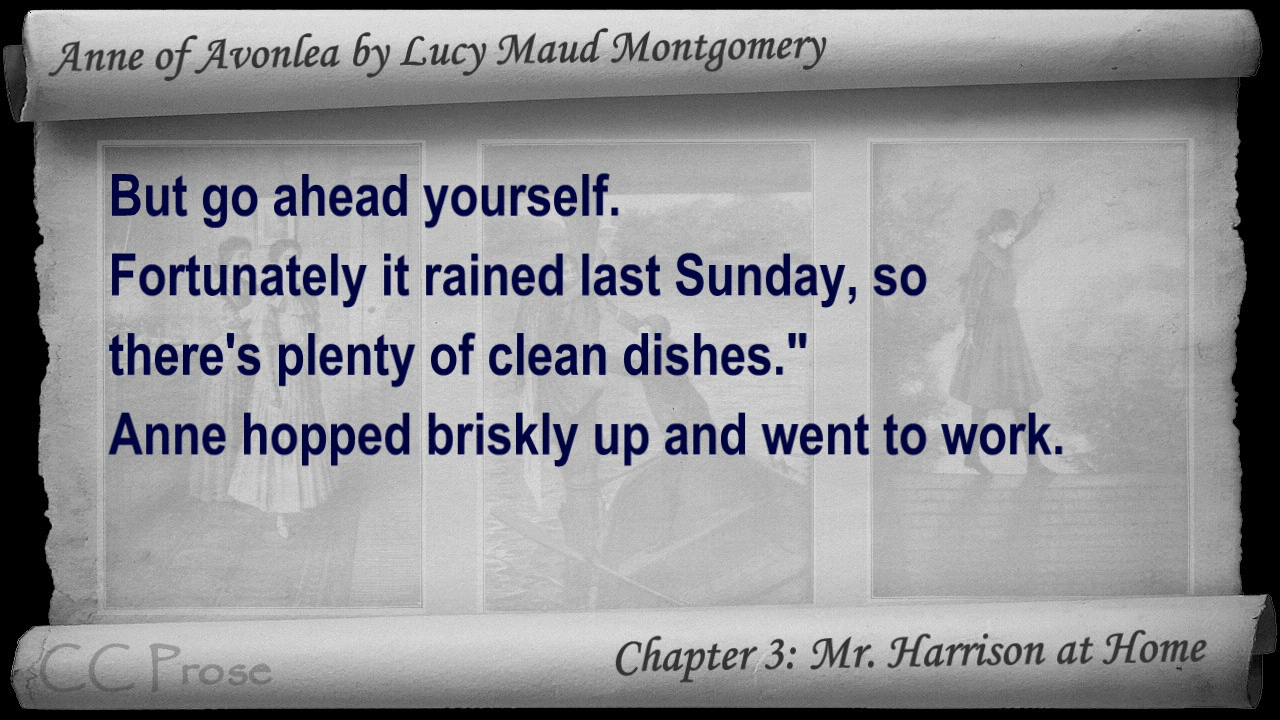 Anne of Avonlea by Lucy Maud Montgomery
But go ahead yourself.
Fortunately it rained last Sunday, so
there's plenty of clean dishes."
Anne hopped briskly up and went to work.
CC Prose
Chapter 3: Mr. Harrison at Home